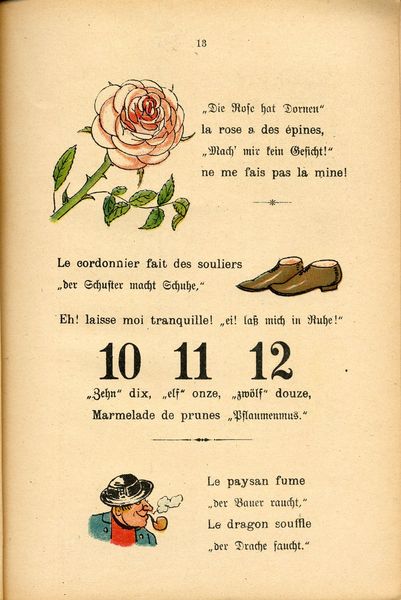 13
„Die Rose hat Dornen“
la rose a des épines,
„Mach' mir kein Gesicht!“
ne me fais pas la mine!
Le cordonnier fait des souliers
„der Schuster macht Schuhe,“
Eh! laisse moi tranquille! „ei! laß mich in Ruhe!“
10 11 12
„Zehn“ dix, „elf“ onze, „zwölf“ douze,
Marmelade de prunes „Pflaumenmus.“
Le paysan fume
„der Bauer raucht,“
Le dragon souffle
„der Drache faucht.“